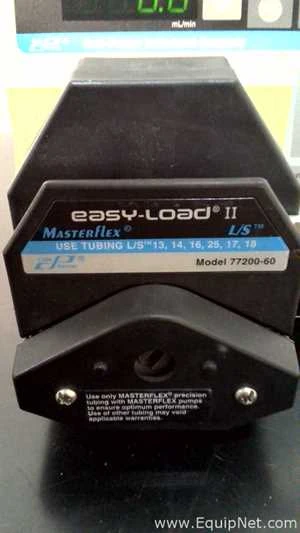 0.0
mL/min
easy-load® II
MASTERFLEX® L/S™
USE TUBING L/S™ 13, 14, 16, 25, 17, 18
Model 77200-60
Use only MASTERFLEX® precision
tubing with MASTERFLEX pumps
to ensure optimum performance.
Use of other tubing may void
applicable warranties.
www.EquipNet.com